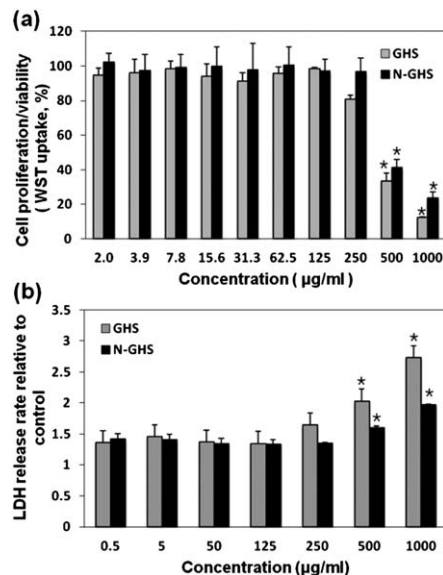 (a)
120
100
80
60
40
20
0
Cell proliferation/viability
( WST uptake, %)
GHS
N-GHS
* * * *
2.0 3.9 7.8 15.6 31.3 62.5 125 250 500 1000
Concentration ( µg/ml )
(b)
3.5
3
2.5
2
1.5
1
0.5
0
LDH release rate relative to
control
GHS
N-GHS
* * * *
0.5 5 50 125 250 500 1000
Concentration (µg/ml)